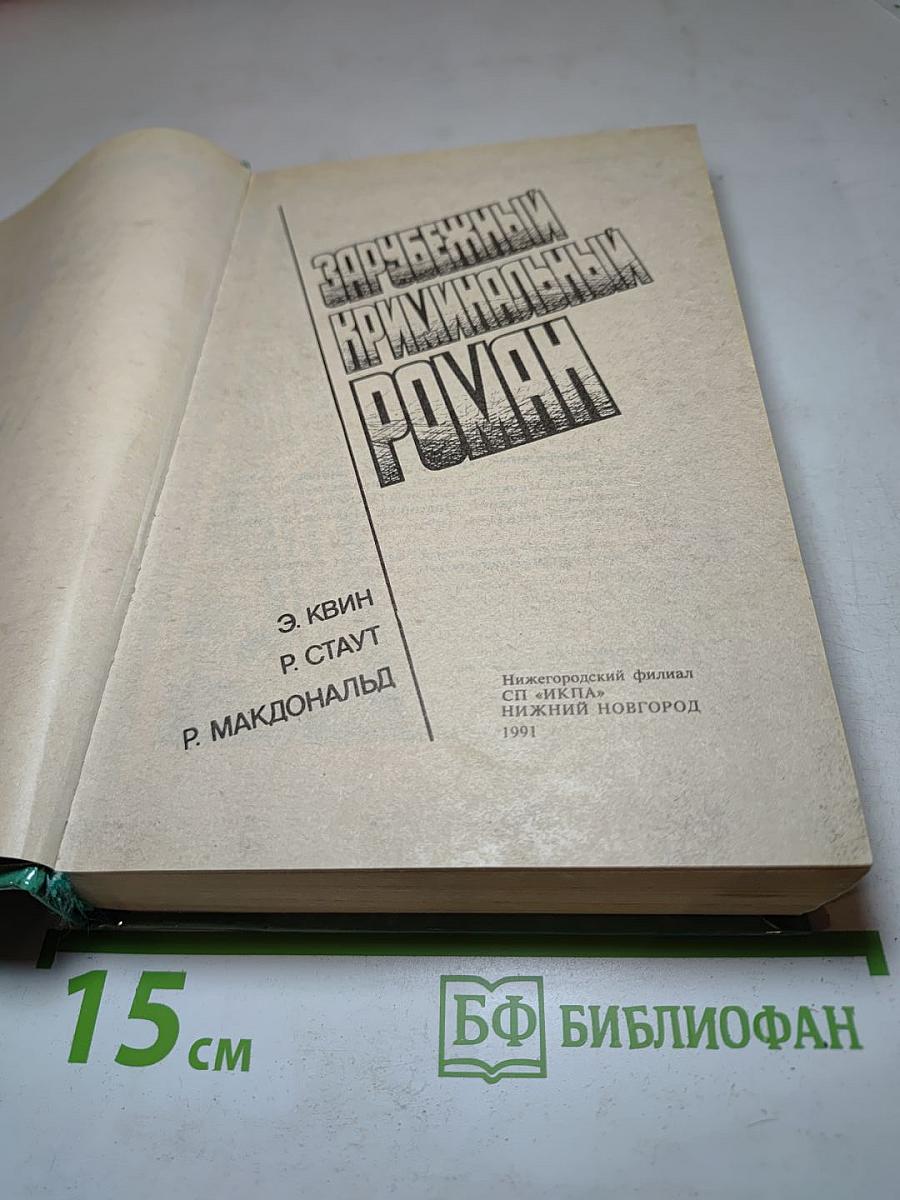 ЗАРУБЕЖНЫЙ
КРИМИНАЛЬНЫЙ
РОМАН
Э. КВИН
Р. СТАУТ
Р. МАКДОНАЛЬД
Нижегородский филиал
СП «ИКПА»
НИЖНИЙ НОВГОРОД
1991
15 см
БФ БИБЛИОФАН